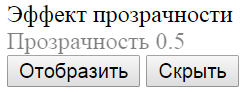 Эффект прозрачности
Прозрачность 0.5
Отобразить Скрыть